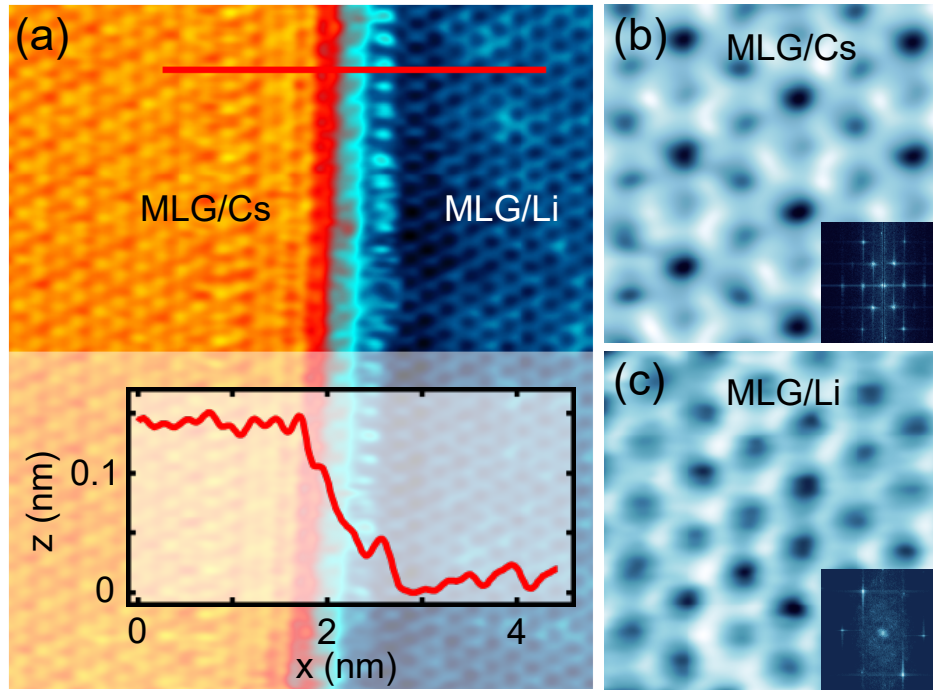 (a)
MLG/Cs
MLG/Li
z (nm)
0.1
0
0
2
4
x (nm)
(b)
MLG/Cs
(c)
MLG/Li